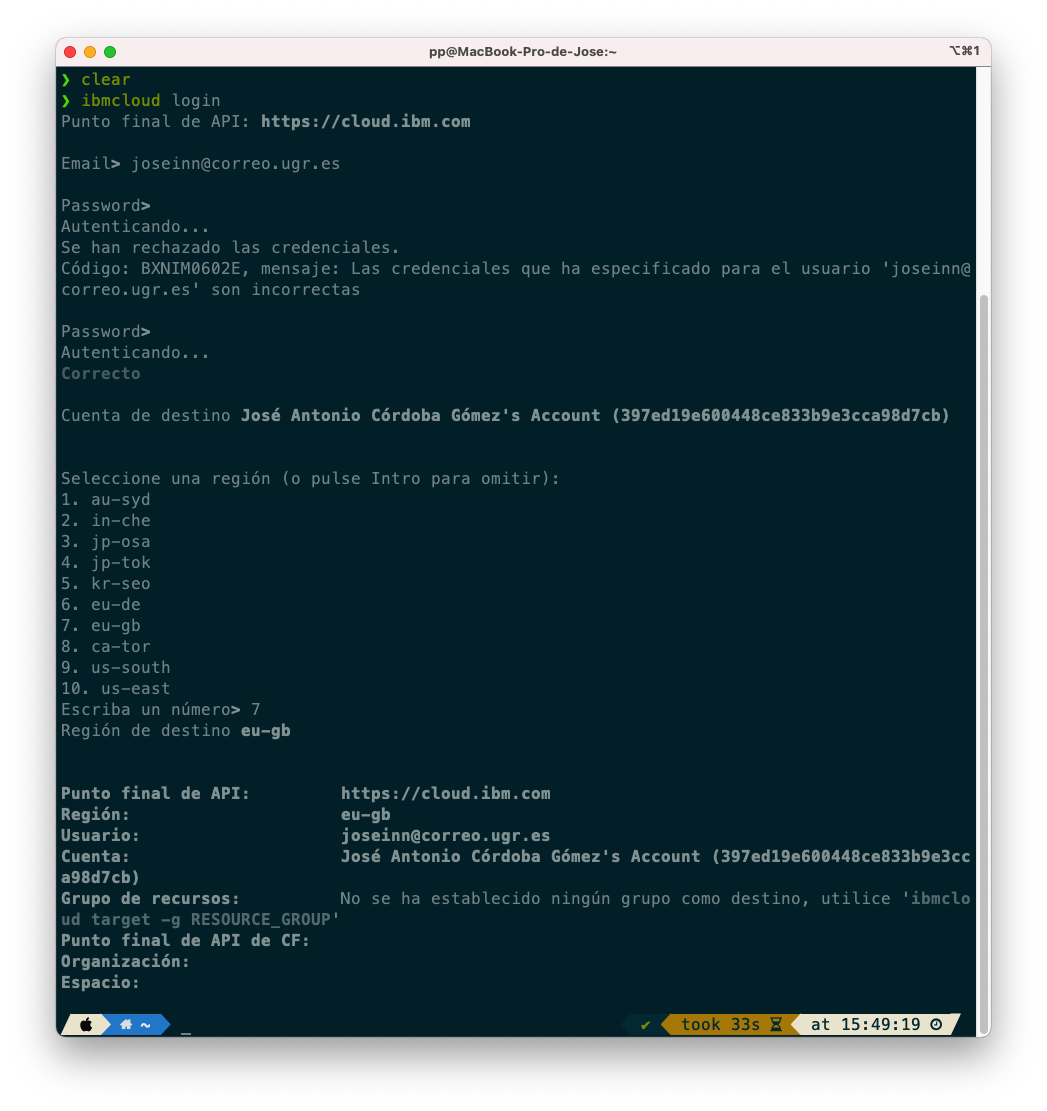 pp@MacBook-Pro-de-Jose:~
⌥⌘1
❯ clear
❯ ibmcloud login
Punto final de API: https://cloud.ibm.com
Email> joseinn@correo.ugr.es
Password>
Autenticando...
Se han rechazado las credenciales.
Código: BXNIM0602E, mensaje: Las credenciales que ha especificado para el usuario 'joseinn@
correo.ugr.es' son incorrectas
Password>
Autenticando...
Correcto
Cuenta de destino José Antonio Córdoba Gómez's Account (397ed19e600448ce833b9e3cca98d7cb)
Seleccione una región (o pulse Intro para omitir):
1. au-syd
2. in-che
3. jp-osa
4. jp-tok
5. kr-seo
6. eu-de
7. eu-gb
8. ca-tor
9. us-south
10. us-east
Escriba un número> 7
Región de destino eu-gb
Punto final de API: https://cloud.ibm.com
Región: eu-gb
Usuario: joseinn@correo.ugr.es
Cuenta: José Antonio Córdoba Gómez's Account (397ed19e600448ce833b9e3cc
a98d7cb)
Grupo de recursos: No se ha establecido ningún grupo como destino, utilice 'ibmclo
ud target -g RESOURCE_GROUP'
Punto final de API de CF:
Organización:
Espacio:
~ _ ✔ took 33s at 15:49:19